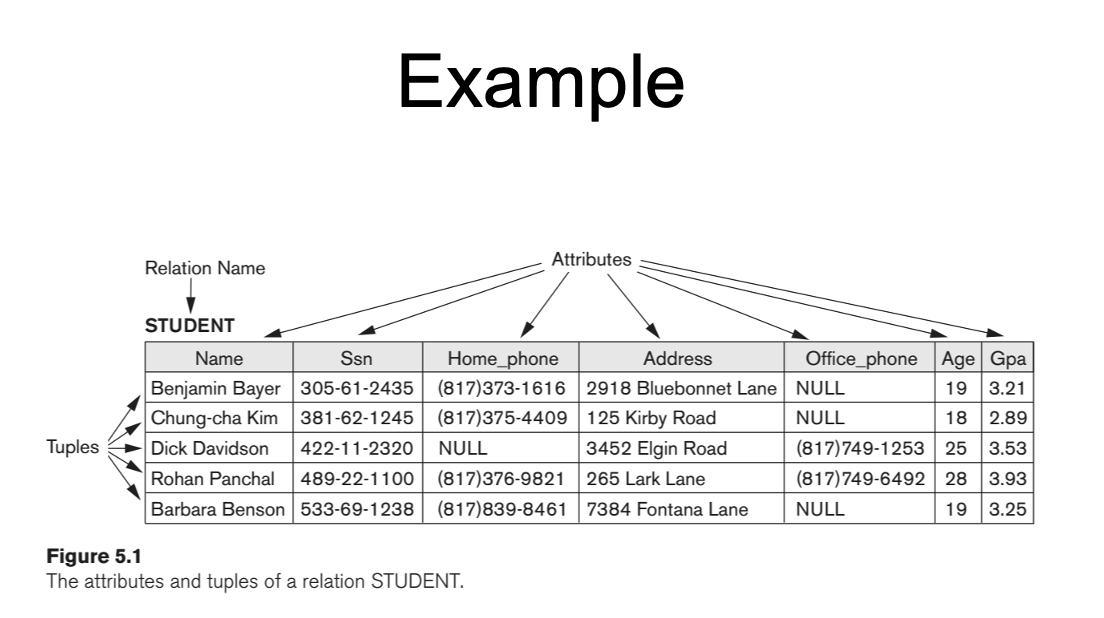 Example
Relation Name
Attributes
STUDENT
Name Ssn Home_phone Address Office_phone Age Gpa
Benjamin Bayer 305-61-2435 (817)373-1616 2918 Bluebonnet Lane NULL 19 3.21
Chung-cha Kim 381-62-1245 (817)375-4409 125 Kirby Road NULL 18 2.89
Tuples
Dick Davidson 422-11-2320 NULL 3452 Elgin Road (817)749-1253 25 3.53
Rohan Panchal 489-22-1100 (817)376-9821 265 Lark Lane (817)749-6492 28 3.93
Barbara Benson 533-69-1238 (817)839-8461 7384 Fontana Lane NULL 19 3.25
Figure 5.1
The attributes and tuples of a relation STUDENT.